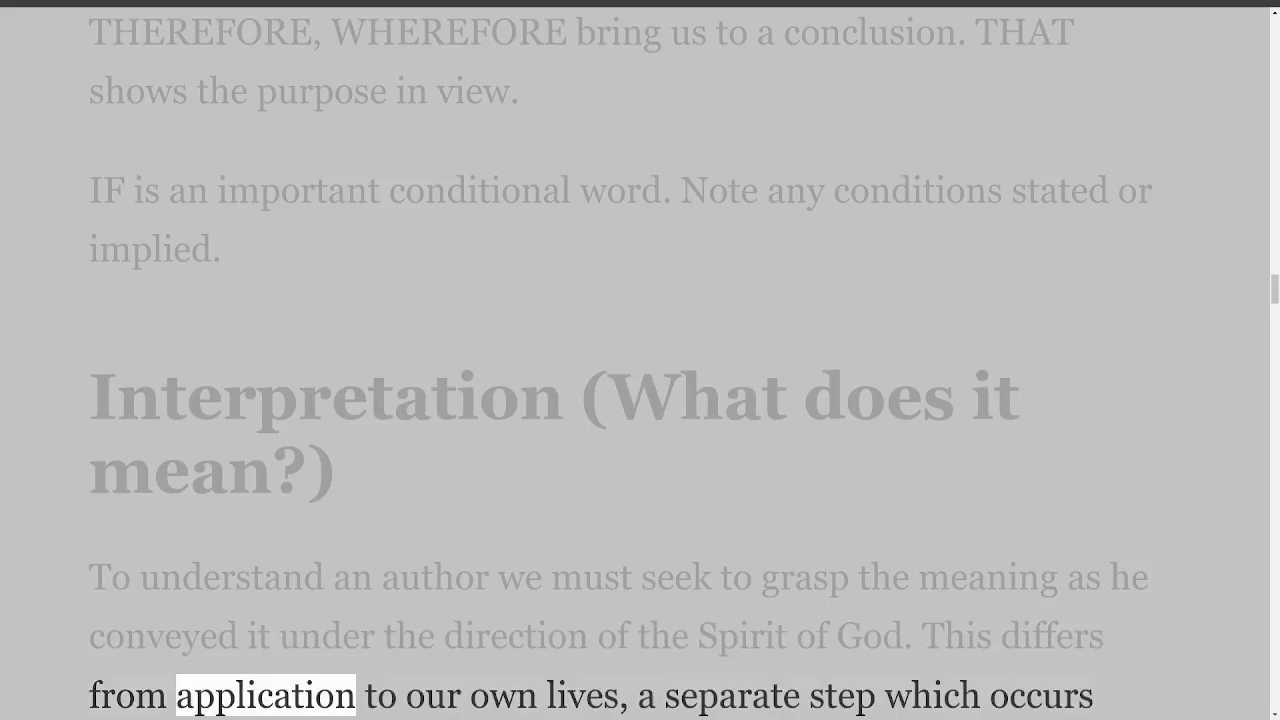 THEREFORE, WHEREFORE bring us to a conclusion. THAT
shows the purpose in view.
IF is an important conditional word. Note any conditions stated or
implied.
Interpretation (What does it
mean?)
To understand an author we must seek to grasp the meaning as he
conveyed it under the direction of the Spirit of God. This differs
from application to our own lives, a separate step which occurs